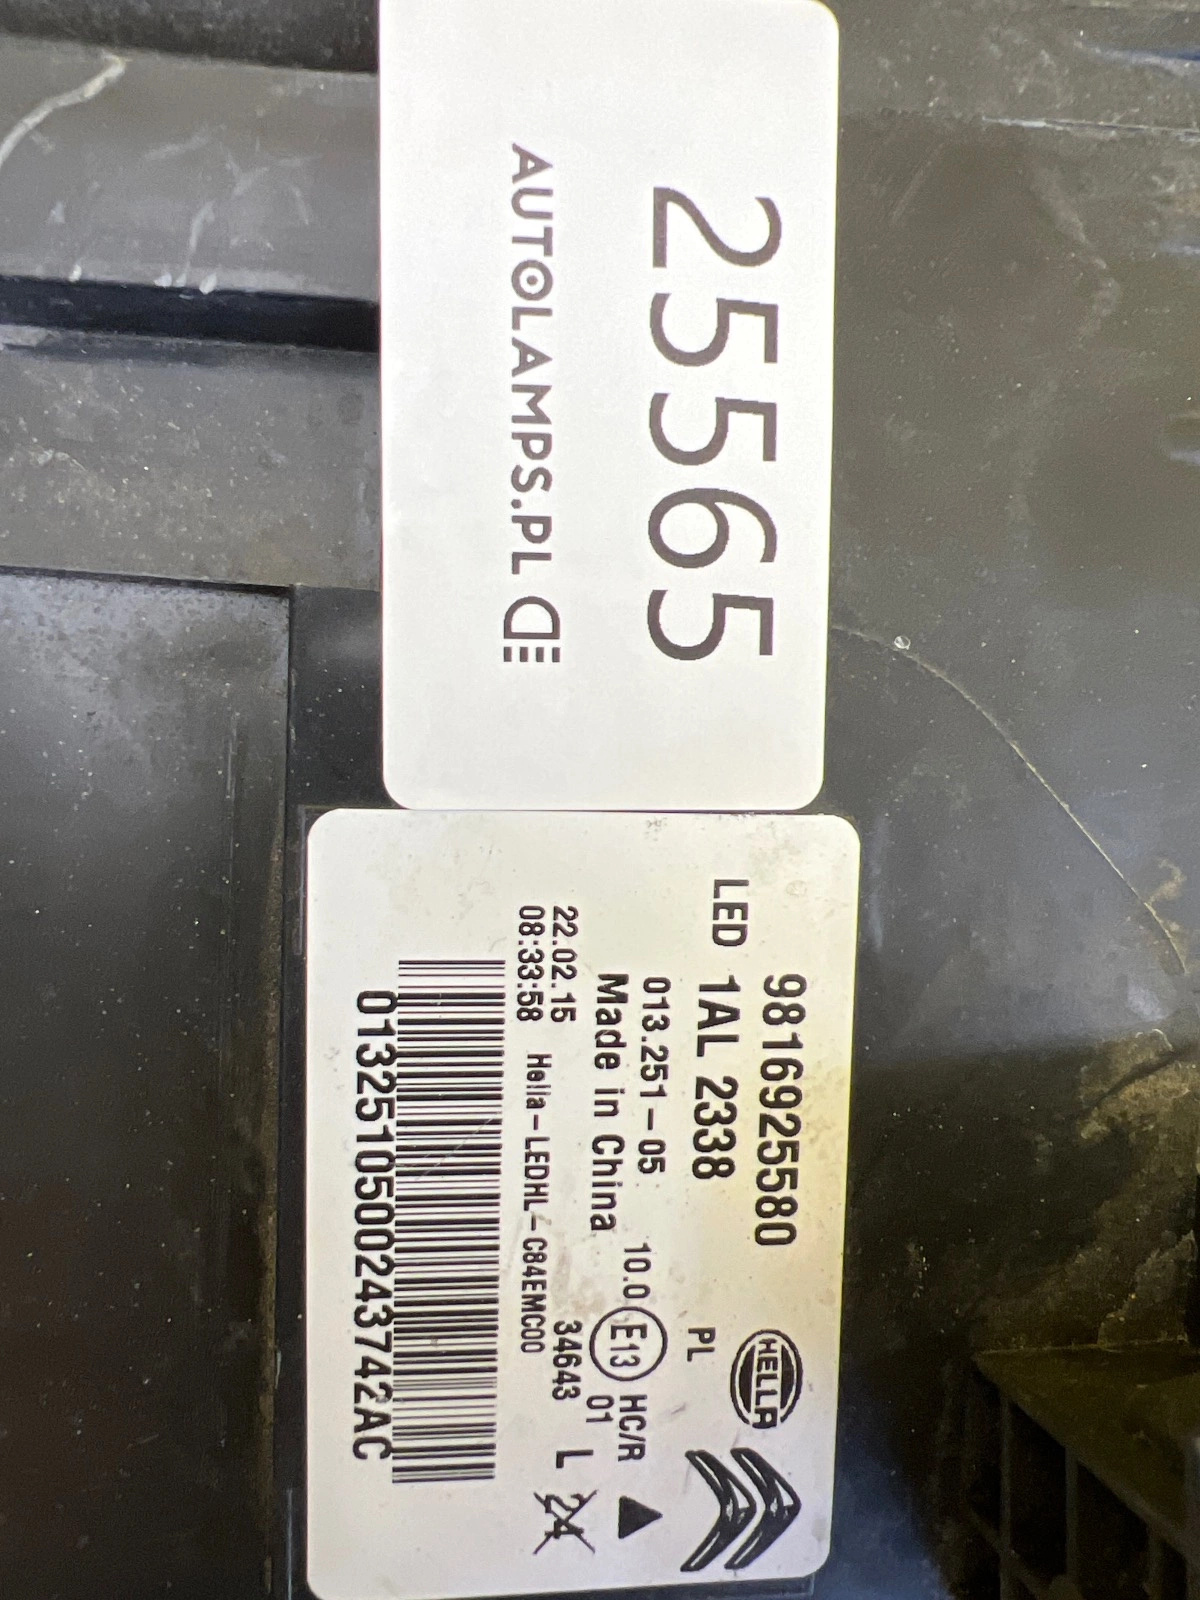 25565
AUTOLAMPS.PL
9816925580
HELLA
LED 1AL 2338
PL
013.251-05
10.0 E13 HC/R
01
Made in China
34643 L 24
22.02.15
08:33:58 Hella-LEDHL-C84EMC00
0132510500243742AC